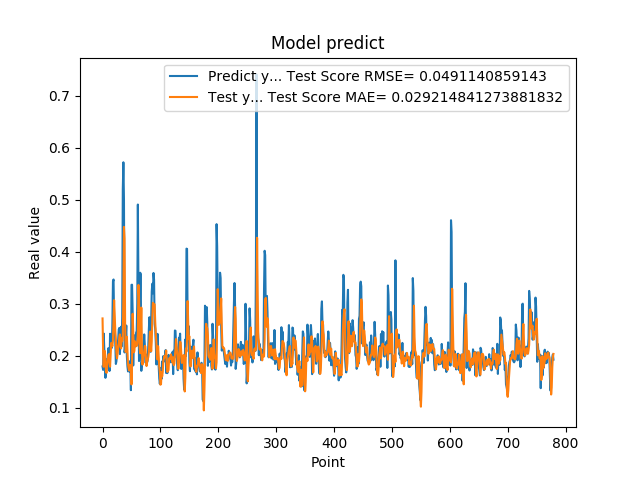 Model predict
Predict y... Test Score RMSE= 0.0491140859143
Test y... Test Score MAE= 0.029214841273881832
0.7
0.6
0.5
0.4
0.3
0.2
0.1
Real value
0 100 200 300 400 500 600 700 800
Point